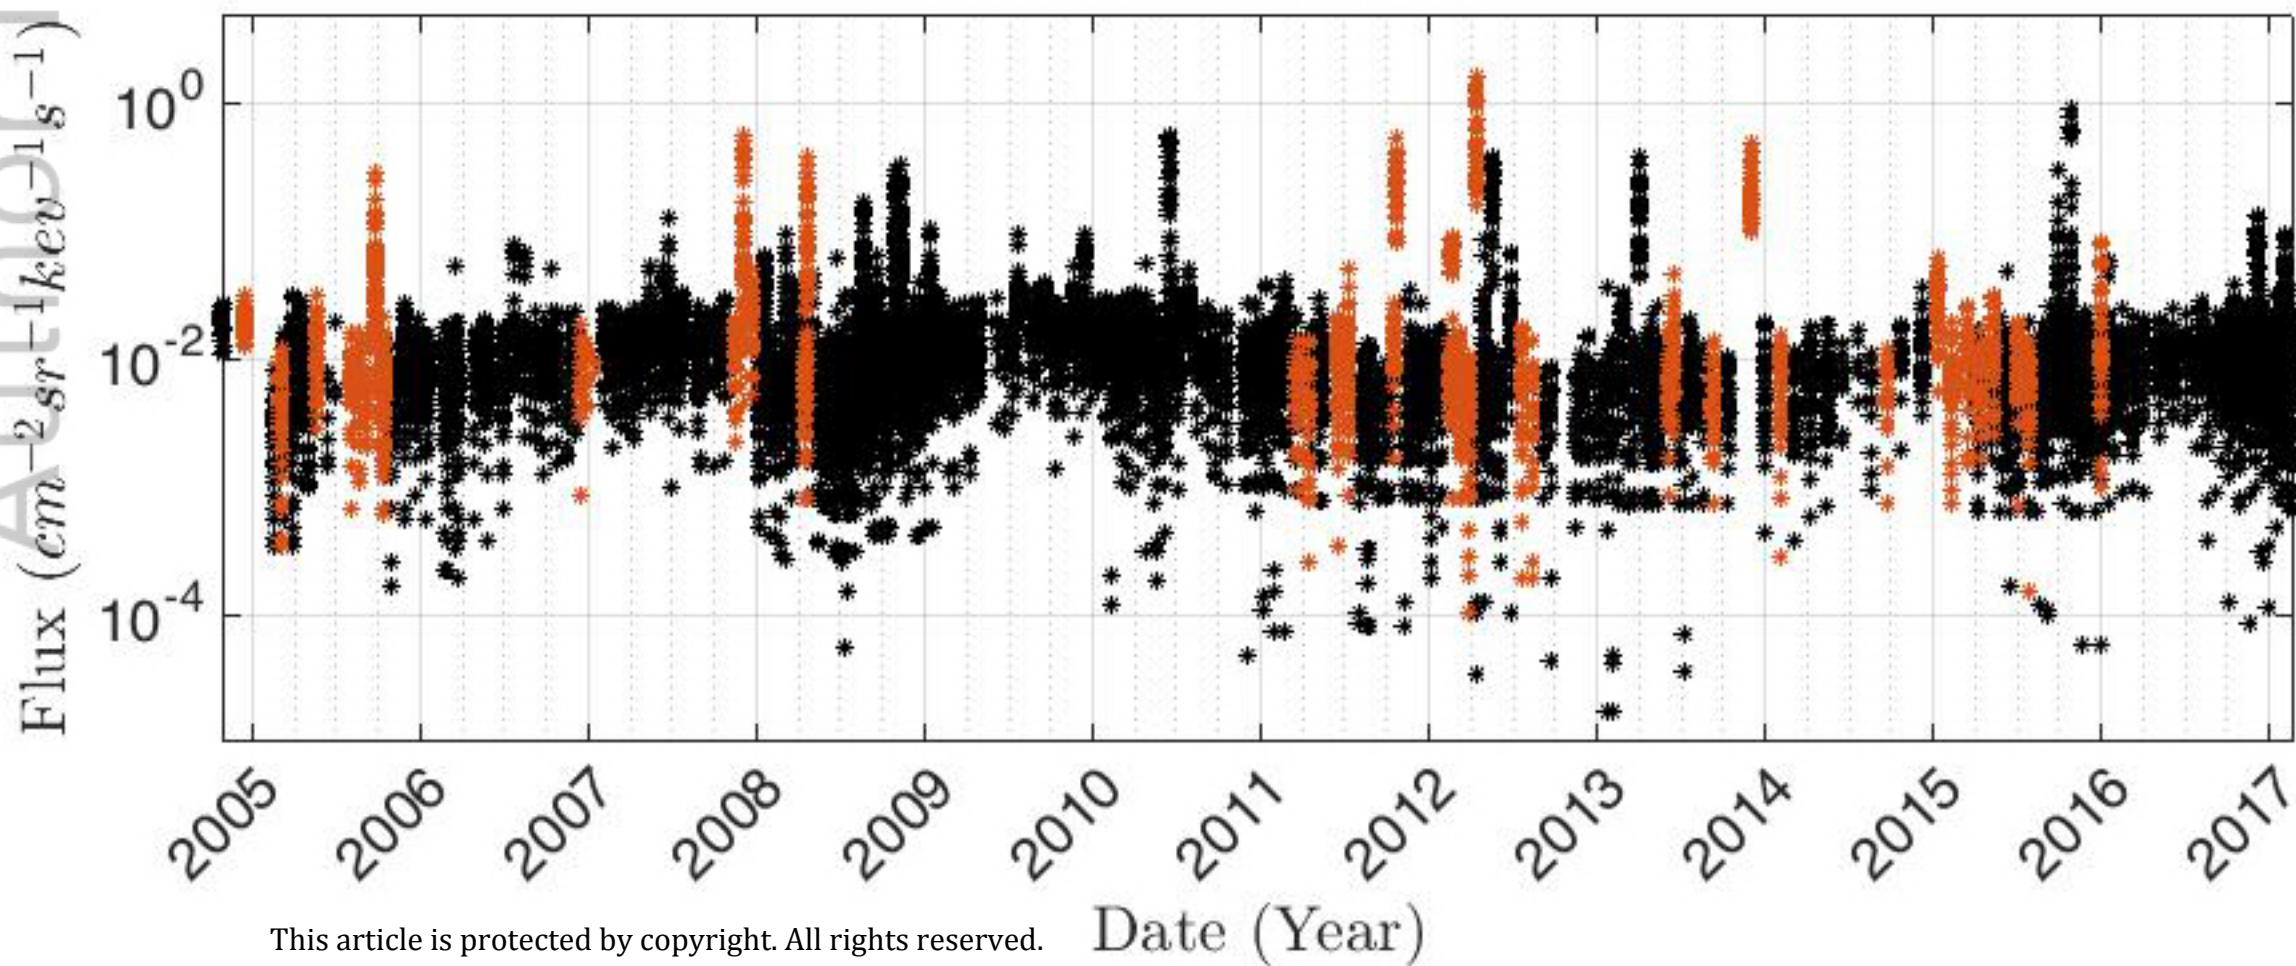 Author
Flux (cm⁻²sr⁻¹kev⁻¹s⁻¹)
10⁰
10⁻²
10⁻⁴
2005 2006 2007 2008 2009 2010 2011 2012 2013 2014 2015 2016 2017
Date (Year)
This article is protected by copyright. All rights reserved.